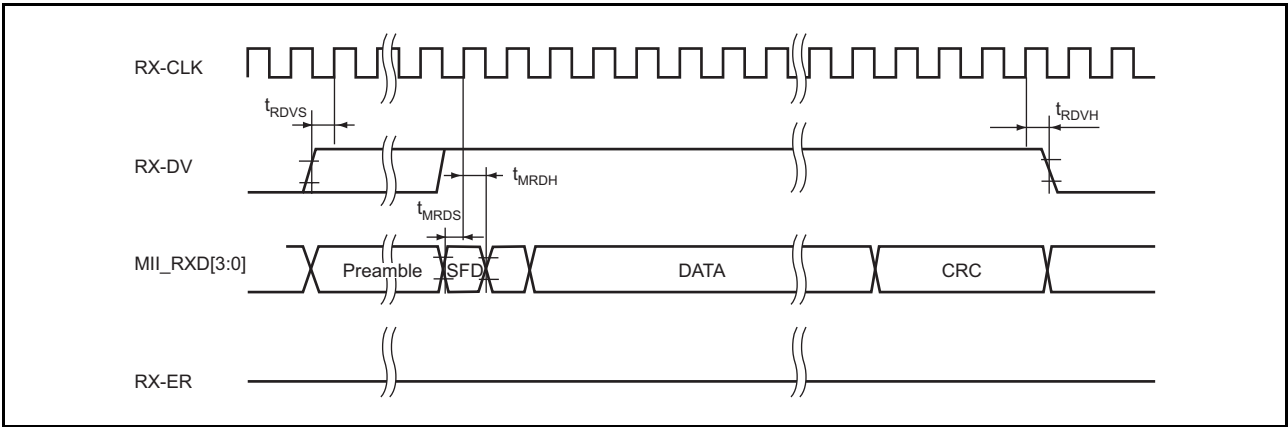 RX-CLK
tRDVS
tRDVH
RX-DV
tMRDH
tMRDS
MII_RXD[3:0]
Preamble
SFD
DATA
CRC
RX-ER